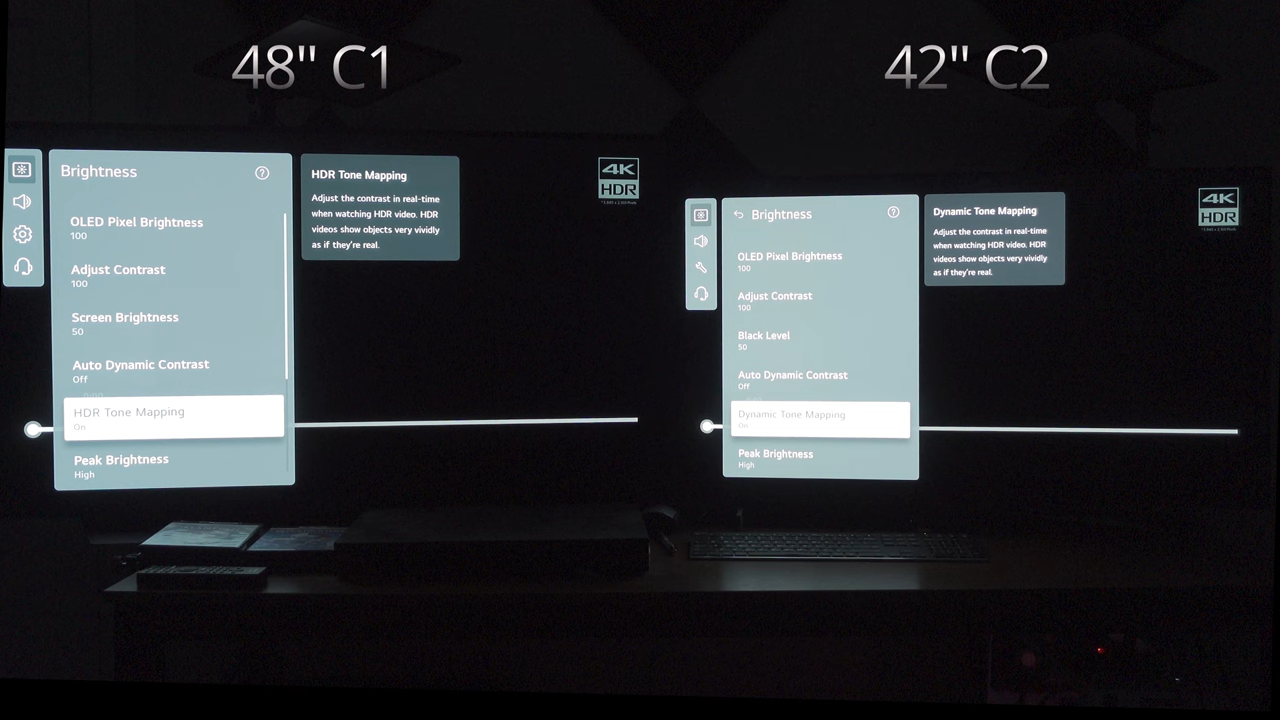 48" C1
42" C2
Brightness
OLED Pixel Brightness
100
Adjust Contrast
100
Screen Brightness
50
Auto Dynamic Contrast
Off
HDR Tone Mapping
On
Peak Brightness
High
HDR Tone Mapping
Adjust the contrast in real-time
when watching HDR video. HDR
videos show objects very vividly
as if they're real.
4K
HDR
Brightness
OLED Pixel Brightness
100
Adjust Contrast
100
Black Level
50
Auto Dynamic Contrast
Off
Dynamic Tone Mapping
On
Peak Brightness
High
Dynamic Tone Mapping
Adjust the contrast in real-time
when watching HDR video. HDR
videos show objects very vividly
as if they're real.
4K
HDR